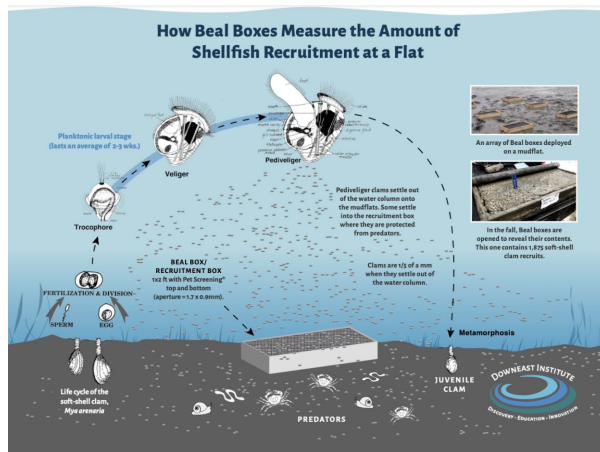 How Beal Boxes Measure the Amount of
Shellfish Recruitment at a Flat
Planktonic larval stage
(lasts an average of 2-3 wks.)
Veliger
Pediveliger
Trochophore
FERTILIZATION & DIVISION
SPERM
EGG
Life cycle of the
soft-shell clam,
Mya arenaria
BEAL BOX/
RECRUITMENT BOX
1x2 ft with Pet Screening®
top and bottom
(aperture = 1.7 x 0.9mm).
Pediveliger clams settle out
of the water column onto
the mudflats. Some settle
into the recruitment box
where they are protected
from predators.
Clams are 1/5 of a mm
when they settle out of
the water column.
An array of Beal boxes deployed
on a mudflat.
In the fall, Beal boxes are
opened to reveal their contents.
This one contains 1,875 soft-shell
clam recruits.
Metamorphosis
JUVENILE
CLAM
PREDATORS
DOWNEAST INSTITUTE
DISCOVERY - EDUCATION - INNOVATION